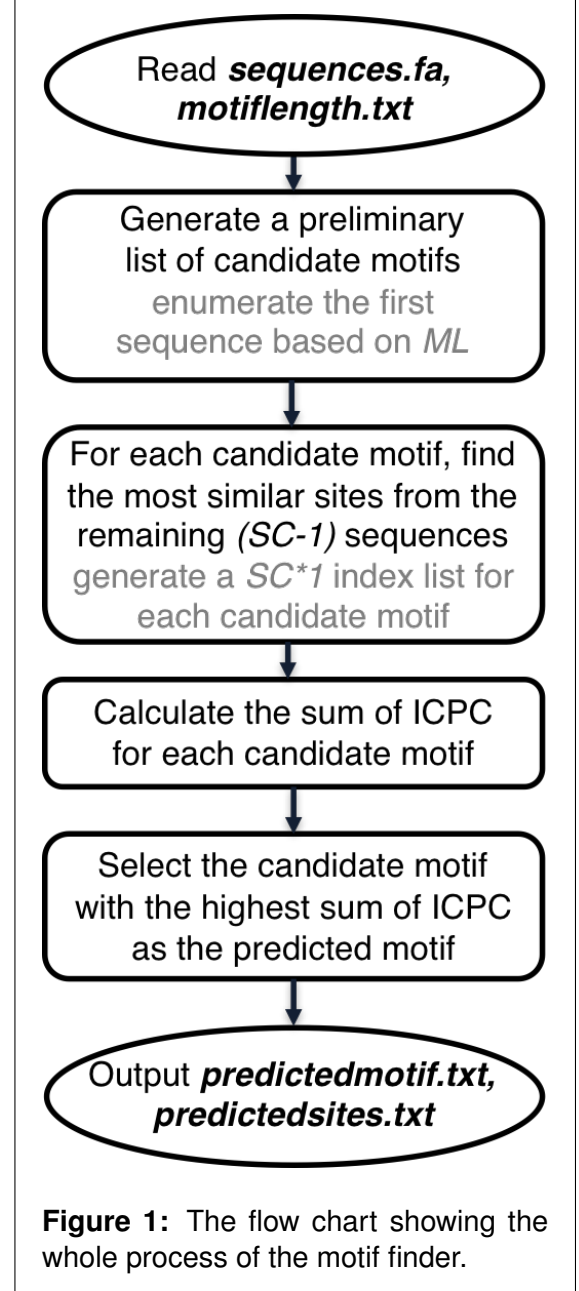 Read sequences.fa,
motiflength.txt
Generate a preliminary
list of candidate motifs
enumerate the first
sequence based on ML
For each candidate motif, find
the most similar sites from the
remaining (SC-1) sequences
generate a SC*1 index list for
each candidate motif
Calculate the sum of ICPC
for each candidate motif
Select the candidate motif
with the highest sum of ICPC
as the predicted motif
Output predictedmotif.txt,
predictedsites.txt
Figure 1: The flow chart showing the
whole process of the motif finder.